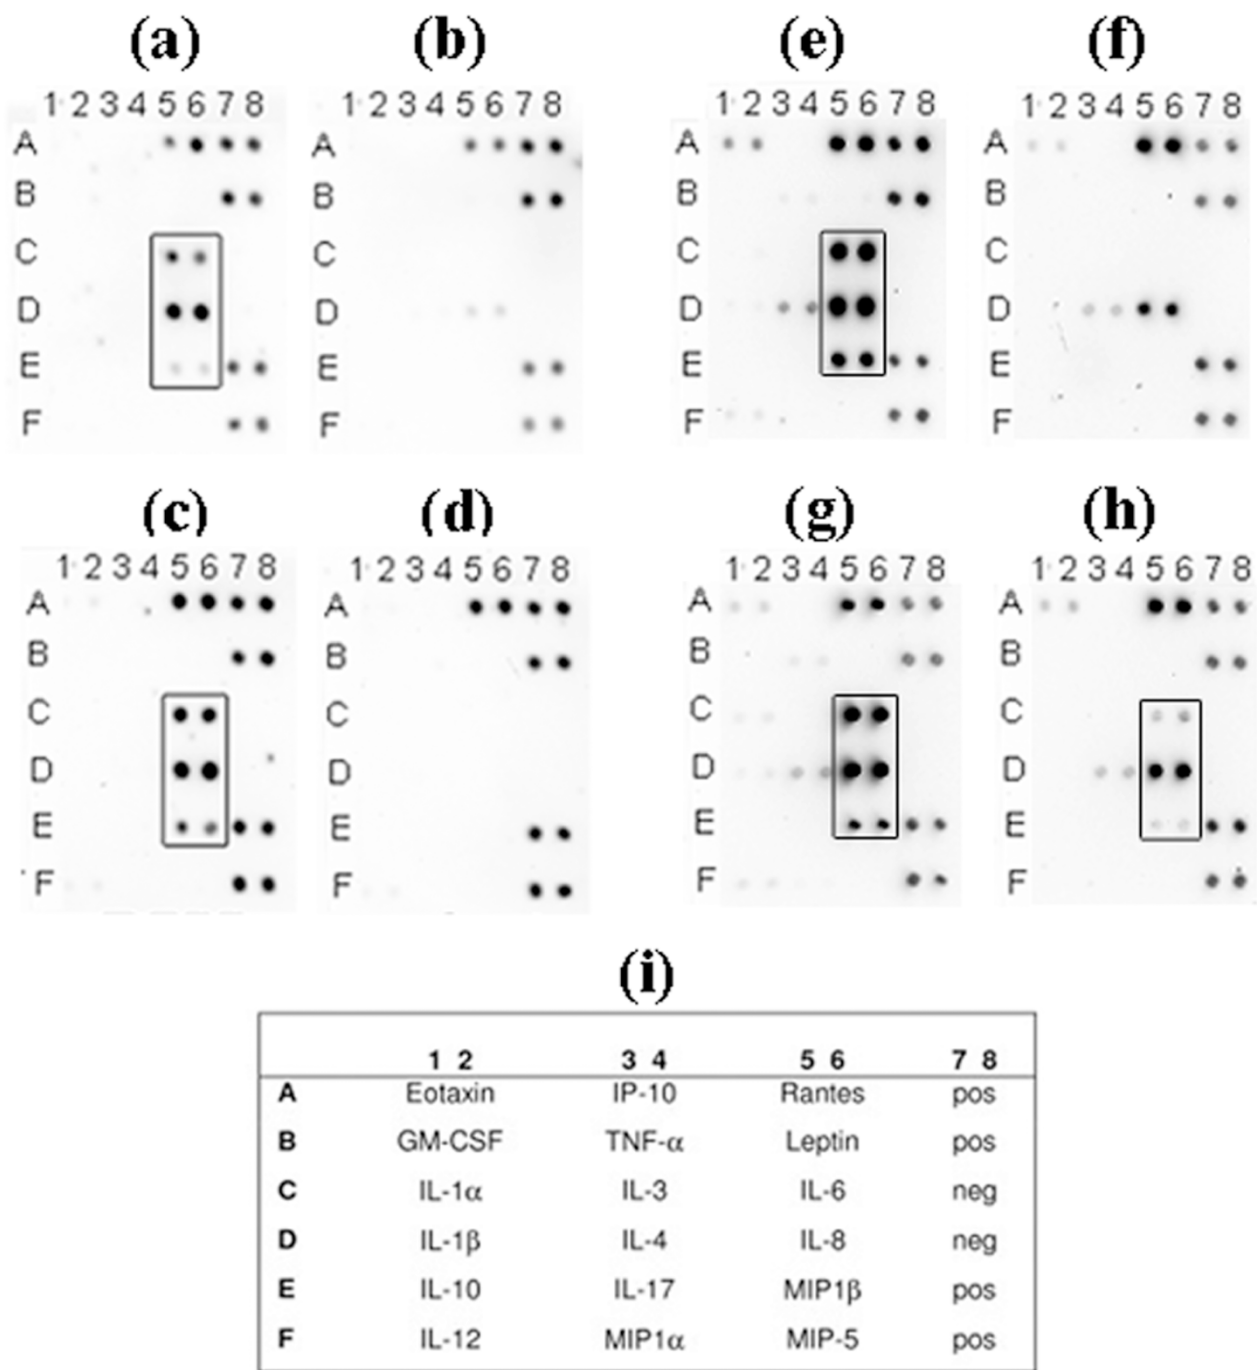 (a) (b) (e) (f)
1 2 3 4 5 6 7 8 1 2 3 4 5 6 7 8 1 2 3 4 5 6 7 8 1 2 3 4 5 6 7 8
A A A A
B B B B
C C C C
D D D D
E E E E
F F F F
(c) (d) (g) (h)
1 2 3 4 5 6 7 8 1 2 3 4 5 6 7 8 1 2 3 4 5 6 7 8 1 2 3 4 5 6 7 8
A A A A
B B B B
C C C C
D D D D
E E E E
F F F F
(i)
1 2 3 4 5 6 7 8
A Eotaxin IP-10 Rantes pos
B GM-CSF TNF-α Leptin pos
C IL-1α IL-3 IL-6 neg
D IL-1β IL-4 IL-8 neg
E IL-10 IL-17 MIP1β pos
F IL-12 MIP1α MIP-5 pos